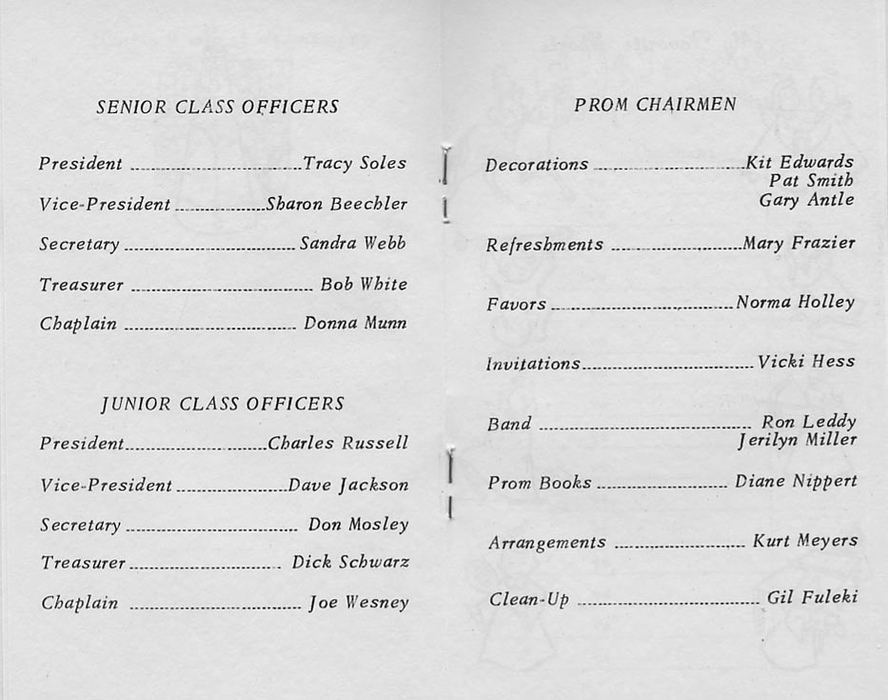 SENIOR CLASS OFFICERS
President ........ Tracy Soles
Vice-President ........ Sharon Beechler
Secretary ........ Sandra Webb
Treasurer ........ Bob White
Chaplain ........ Donna Munn
JUNIOR CLASS OFFICERS
President ........ Charles Russell
Vice-President ........ Dave Jackson
Secretary ........ Don Mosley
Treasurer ........ Dick Schwarz
Chaplain ........ Joe Wesney
PROM CHAIRMEN
Decorations ........ Kit Edwards
Pat Smith
Gary Antle
Refreshments ........ Mary Frazier
Favors ........ Norma Holley
Invitations ........ Vicki Hess
Band ........ Ron Leddy
Jerilyn Miller
Prom Books ........ Diane Nippert
Arrangements ........ Kurt Meyers
Clean-Up ........ Gil Fuleki